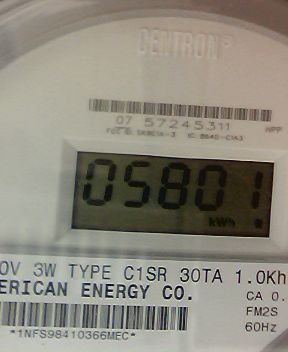 CENTRON®
07 57245311
HPP
05801
kWh
0V 3W TYPE C1SR 30TA 1.0Kh
ERICAN ENERGY CO.
CA 0.
FM2S
*1NFS98410366MEC*
60Hz